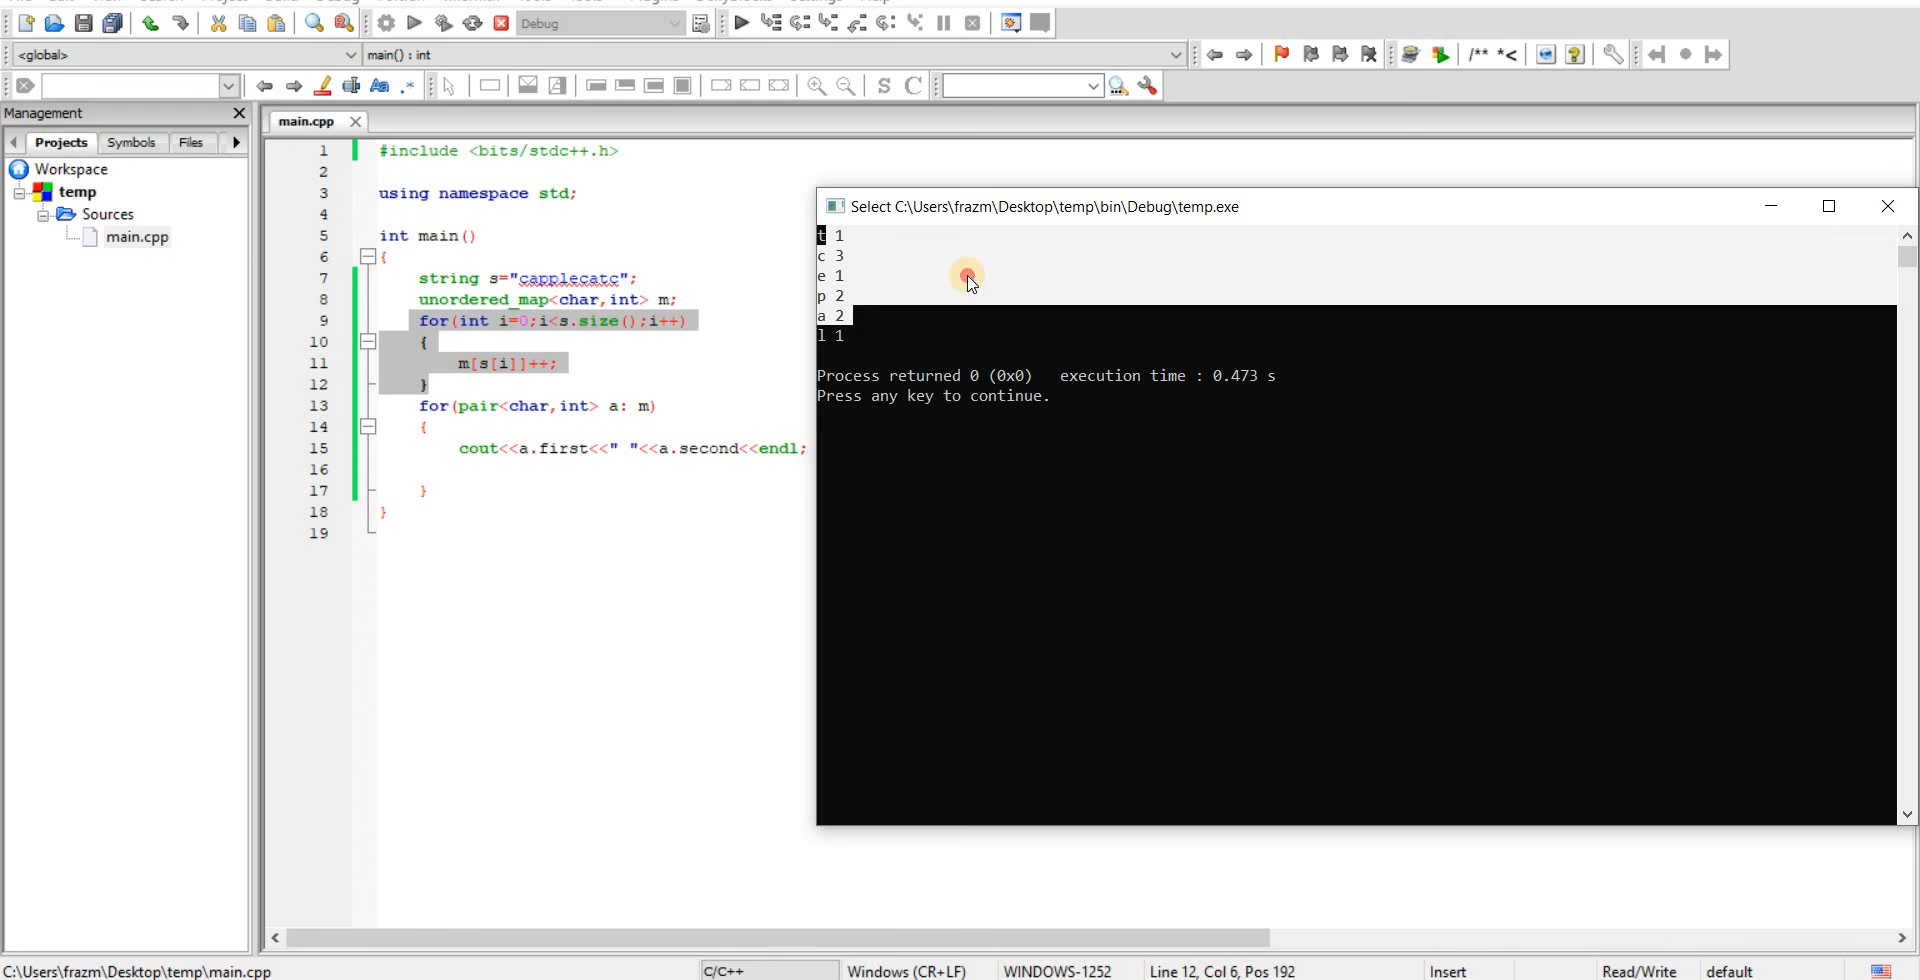 Debug
<global>
main() : int
/** *<
Aa .*
S C
Management
Projects Symbols Files
Workspace
temp
Sources
main.cpp
main.cpp
1 #include <bits/stdc++.h>
2
3 using namespace std;
4
5 int main()
6 {
7 string s="capplecatc";
8 unordered_map<char,int> m;
9 for(int i=0;i<s.size();i++)
10 {
11 m[s[i]]++;
12 }
13 for(pair<char,int> a: m)
14 {
15 cout<<a.first<<" "<<a.second<<endl;
16
17 }
18 }
19
Select C:\Users\frazm\Desktop\temp\bin\Debug\temp.exe
t 1
c 3
e 1
p 2
a 2
l 1
Process returned 0 (0x0) execution time : 0.473 s
Press any key to continue.
C:\Users\frazm\Desktop\temp\main.cpp C/C++ Windows (CR+LF) WINDOWS-1252 Line 12, Col 6, Pos 192 Insert Read/Write default